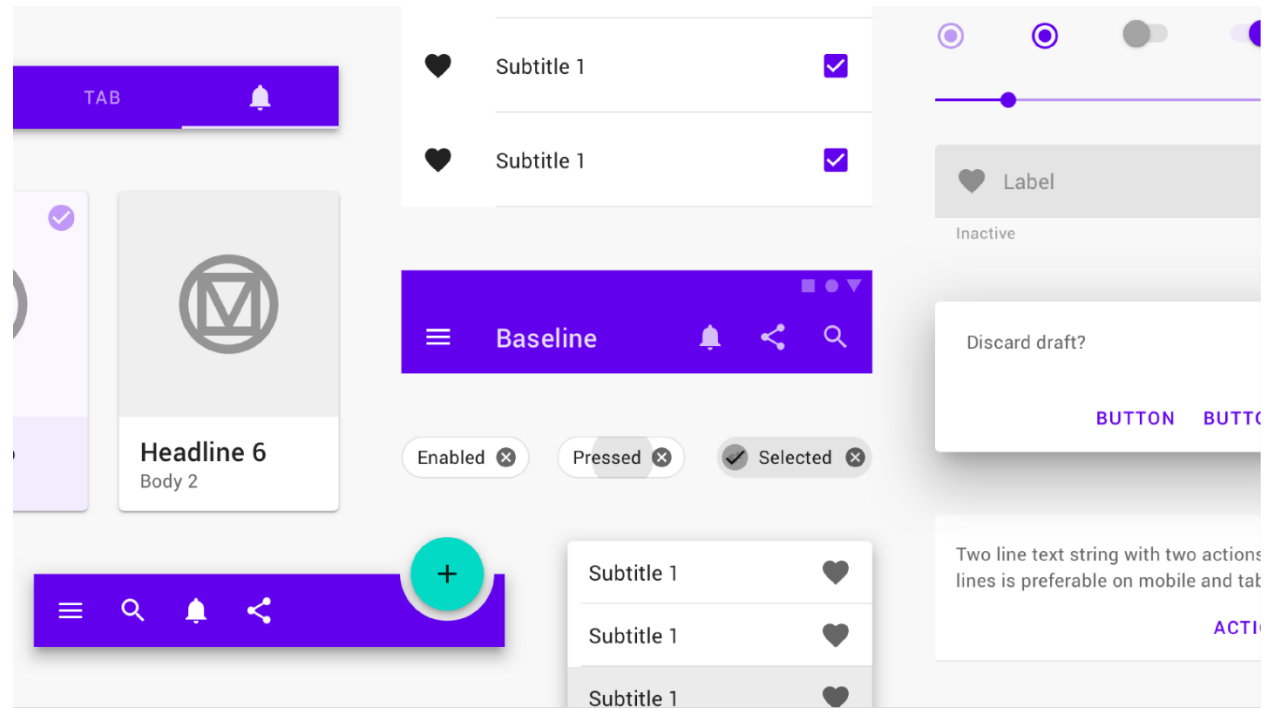 TAB
Headline 6
Body 2
Subtitle 1
Subtitle 1
Baseline
Enabled
Pressed
Selected
Subtitle 1
Subtitle 1
Subtitle 1
Label
Inactive
Discard draft?
BUTTON
Two line text string with two actions
lines is preferable on mobile and